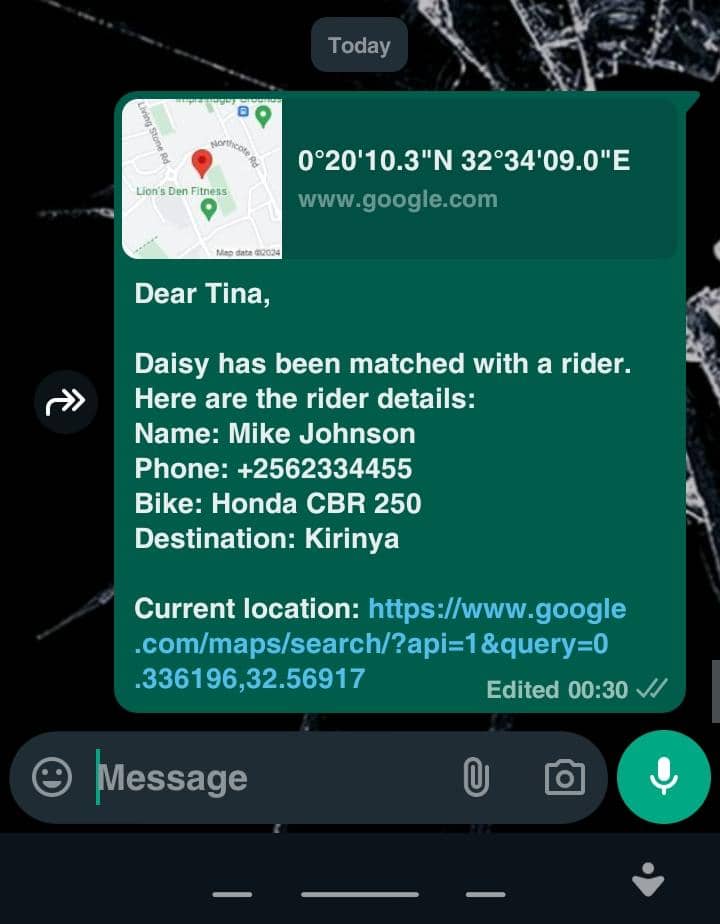 Today
Living Stone Rd
Northcote Rd
Lion's Den Fitness
Map data ©2024
0°20'10.3"N 32°34'09.0"E
www.google.com
Dear Tina,
Daisy has been matched with a rider.
Here are the rider details:
Name: Mike Johnson
Phone: +2562334455
Bike: Honda CBR 250
Destination: Kirinya
Current location: https://www.google
.com/maps/search/?api=1&query=0
.336196,32.56917
Edited 00:30
Message